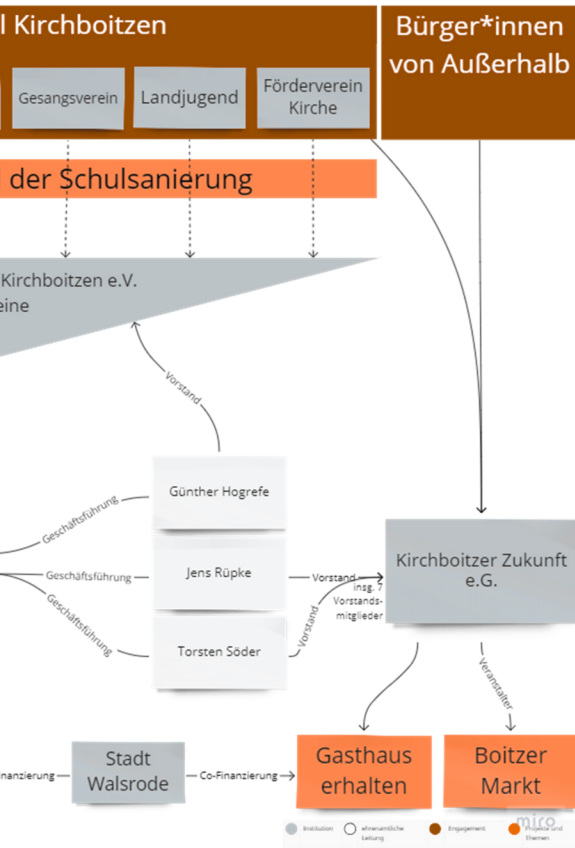 l Kirchboitzen
Bürger*innen
von Außerhalb
Gesangsverein
Landjugend
Förderverein
Kirche
l der Schulsanierung
Kirchboitzen e.V.
eine
Vorstand
Günther Hogrefe
Geschäftsführung
Jens Rüpke
Geschäftsführung
Vorstand
insg. 7
Vorstands-
mitglieder
Kirchboitzer Zukunft
e.G.
Geschäftsführung
Torsten Söder
Vorstand
Veranstalter
nanzierung
Stadt
Walsrode
Co-Finanzierung
Gasthaus
erhalten
Boitzer
Markt
miro
Institution
ehrenamtliche
Leitung
Engagement
Projekte und
Themen